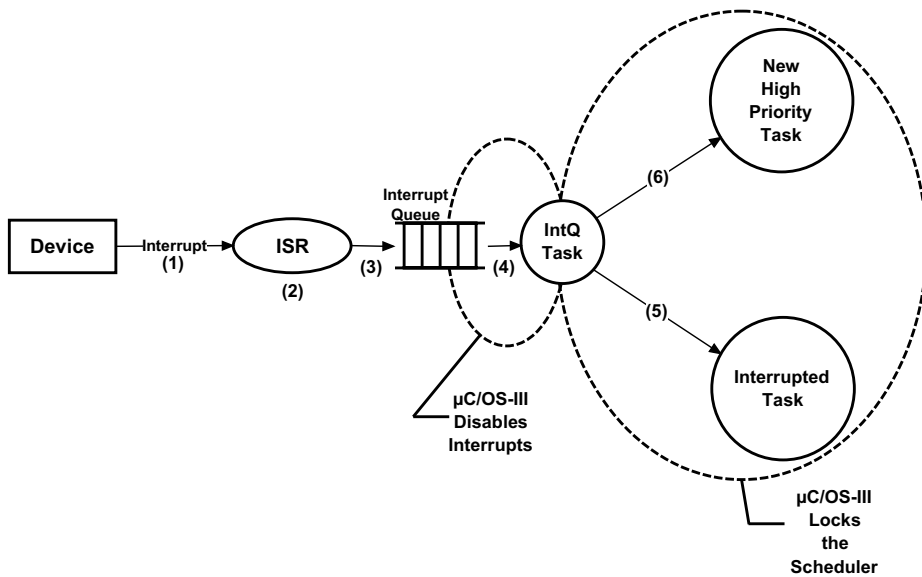 Device
Interrupt
(1)
ISR
(2)
(3)
Interrupt
Queue
(4)
IntQ
Task
(6)
New
High
Priority
Task
(5)
Interrupted
Task
µC/OS-III
Disables
Interrupts
µC/OS-III
Locks
the
Scheduler